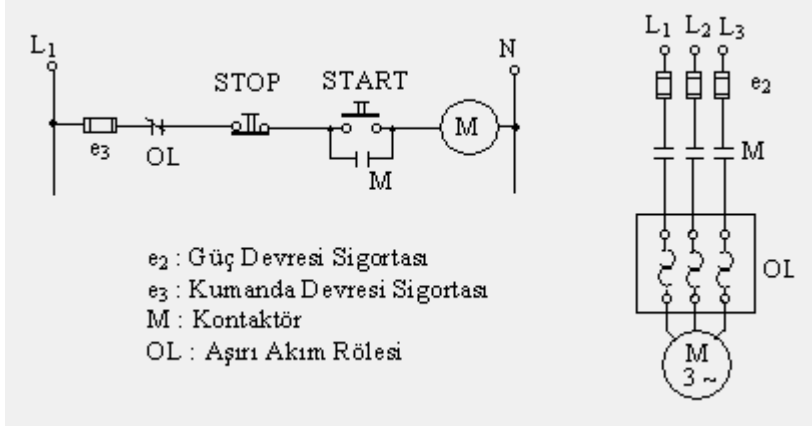 L1 N
STOP START
e3 OL M
M
e2 : Güç Devresi Sigortası
e3 : Kumanda Devresi Sigortası
M : Kontaktör
OL : Aşırı Akım Rölesi
L1 L2 L3
e2
M
OL
M
3 ~